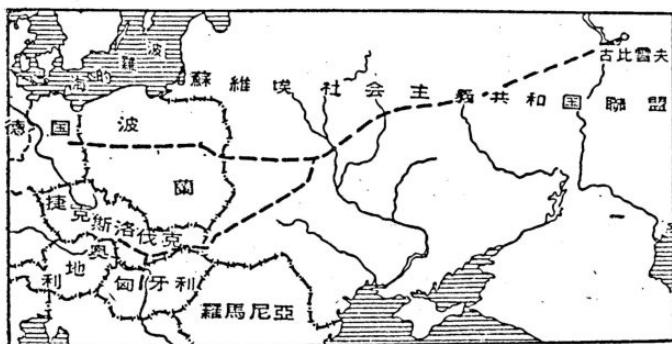 波羅的海
蘇維埃社会主義共和国聯盟
古比雪夫
德国
波蘭
捷克斯洛伐克
奧地利
匈牙利
羅馬尼亞